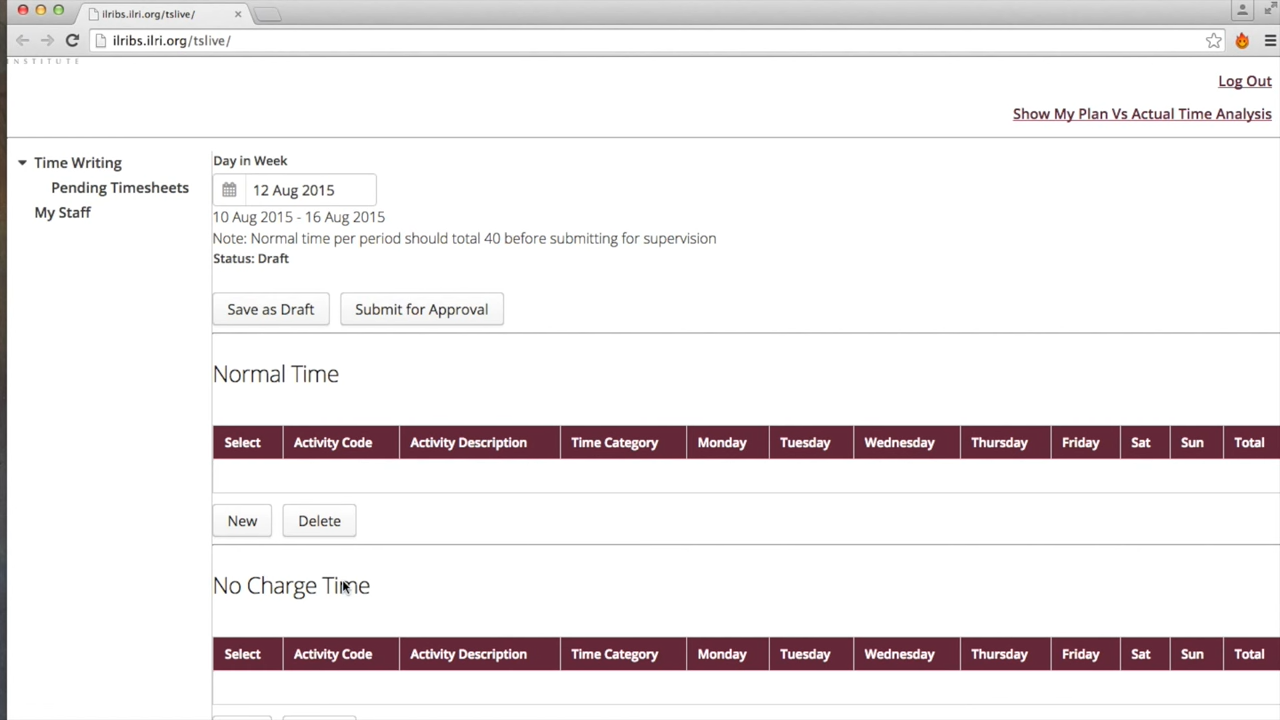 ilribs.ilri.org/tslive/
ilribs.ilri.org/tslive/
INSTITUTE
Log Out
Show My Plan Vs Actual Time Analysis
Time Writing
Pending Timesheets
My Staff
Day in Week
12 Aug 2015
10 Aug 2015 - 16 Aug 2015
Note: Normal time per period should total 40 before submitting for supervision
Status: Draft
Save as Draft Submit for Approval
Normal Time
Select Activity Code Activity Description Time Category Monday Tuesday Wednesday Thursday Friday Sat Sun Total
New Delete
No Charge Time
Select Activity Code Activity Description Time Category Monday Tuesday Wednesday Thursday Friday Sat Sun Total